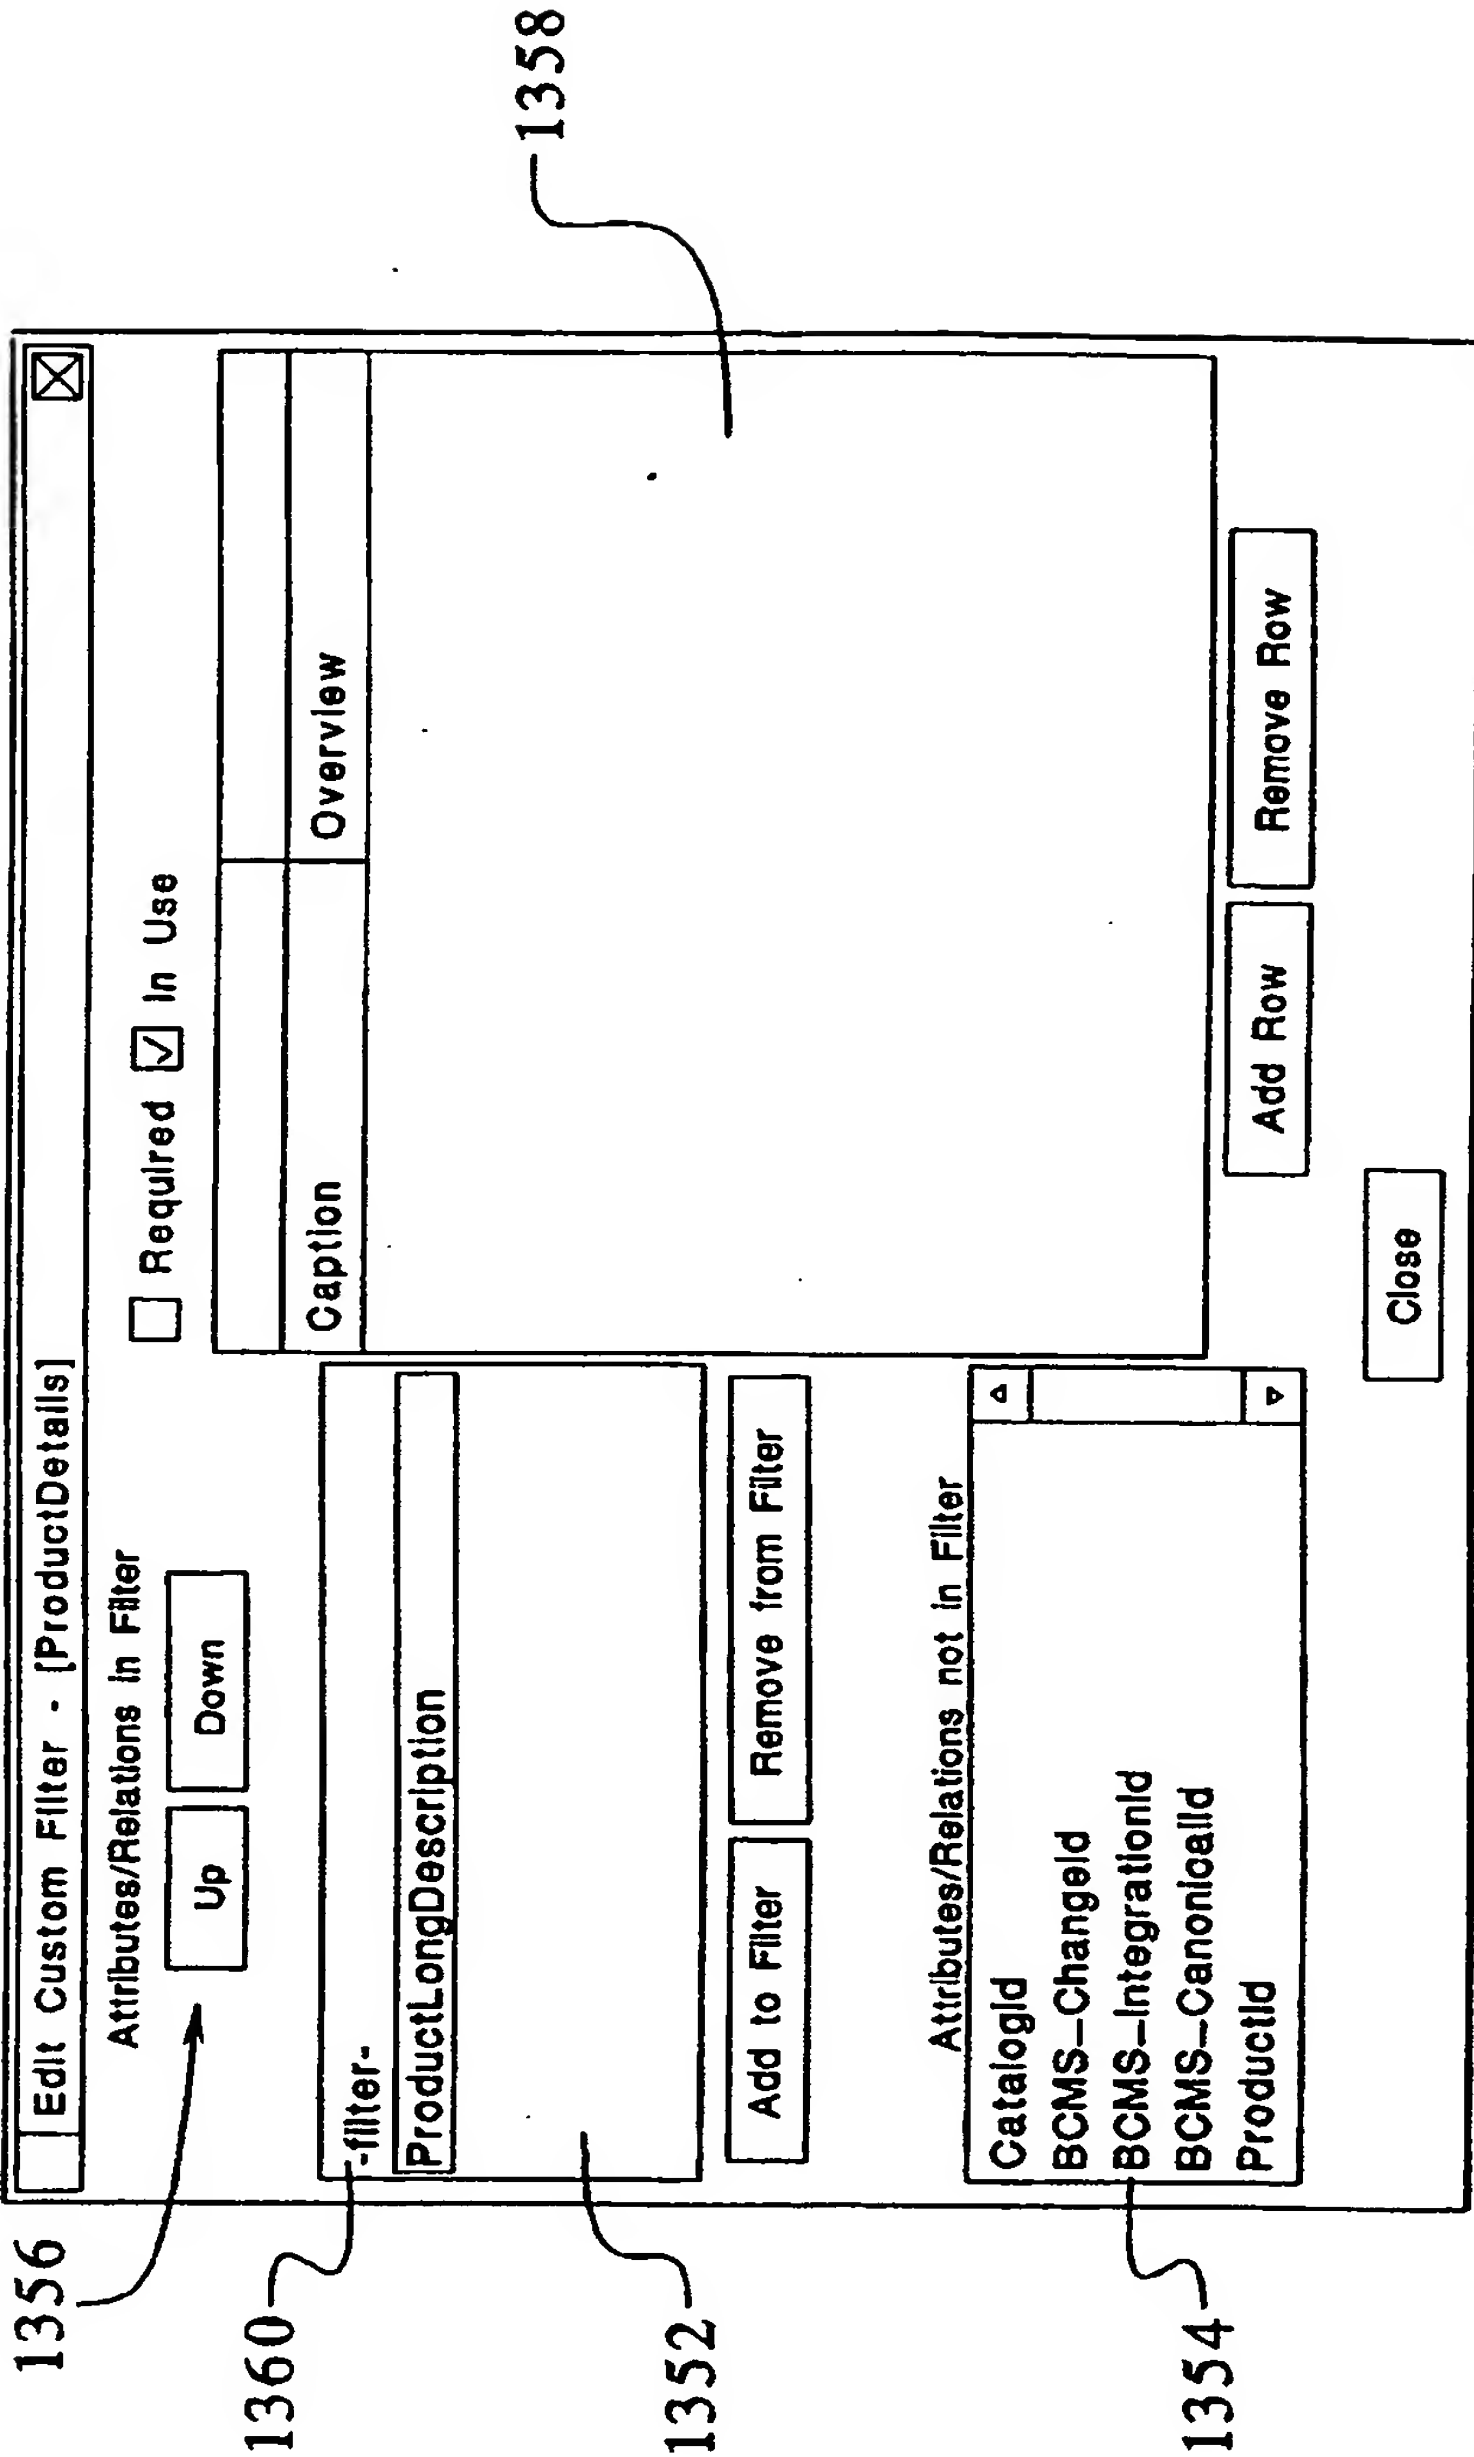 1356
Edit Custom Filter - [ProductDetails]
Attributes/Relations in Filter
Up
Down
Required
In Use
1360
-filter-
ProductLongDescription
1352
Add to Filter
Remove from Filter
Attributes/Relations not in Filter
CatalogId
BCMS-ChangeId
BCMS-IntegrationId
BCMS-CanonicalId
ProductId
1354
Caption
Overview
1358
Add Row
Remove Row
Close